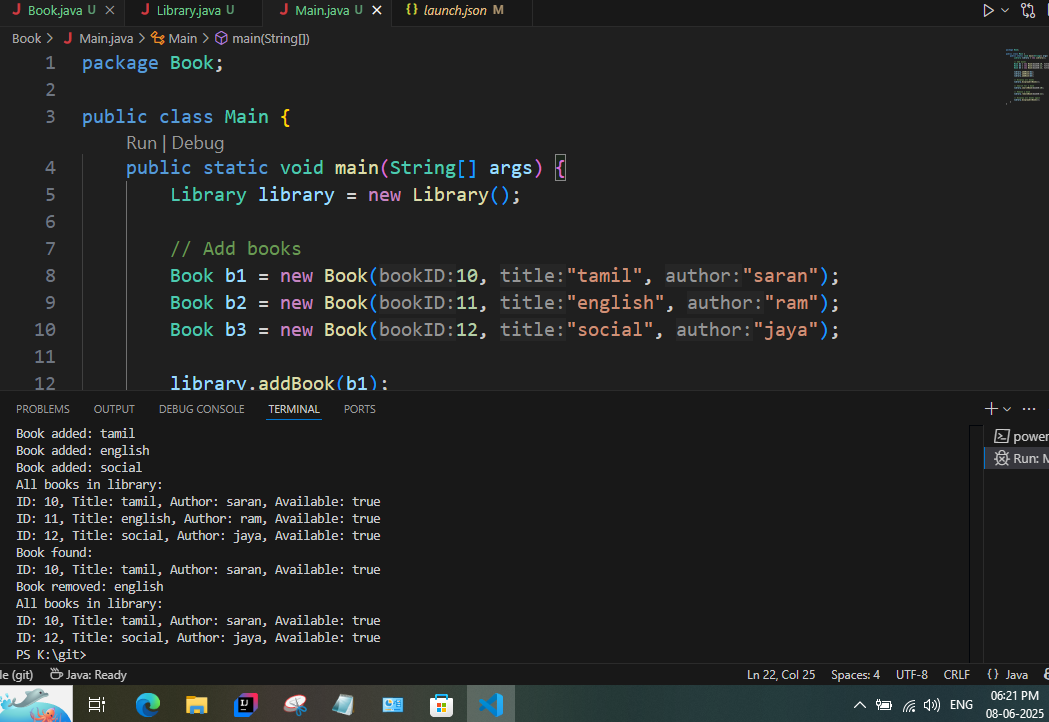 Book.java U
Library.java U
Main.java U
launch.json M
Book > Main.java > Main > main(String[])
1 package Book;
2
3 public class Main {
Run | Debug
4 public static void main(String[] args) {
5 Library library = new Library();
6
7 // Add books
8 Book b1 = new Book(bookID:10, title:"tamil", author:"saran");
9 Book b2 = new Book(bookID:11, title:"english", author:"ram");
10 Book b3 = new Book(bookID:12, title:"social", author:"jaya");
11
12 library.addBook(b1);
PROBLEMS OUTPUT DEBUG CONSOLE TERMINAL PORTS
Book added: tamil
Book added: english
Book added: social
All books in library:
ID: 10, Title: tamil, Author: saran, Available: true
ID: 11, Title: english, Author: ram, Available: true
ID: 12, Title: social, Author: jaya, Available: true
Book found:
ID: 10, Title: tamil, Author: saran, Available: true
Book removed: english
All books in library:
ID: 10, Title: tamil, Author: saran, Available: true
ID: 12, Title: social, Author: jaya, Available: true
PS K:\git>
power
Run: M
le (git) Java: Ready Ln 22, Col 25 Spaces: 4 UTF-8 CRLF {} Java
ENG
06:21 PM
08-06-2025